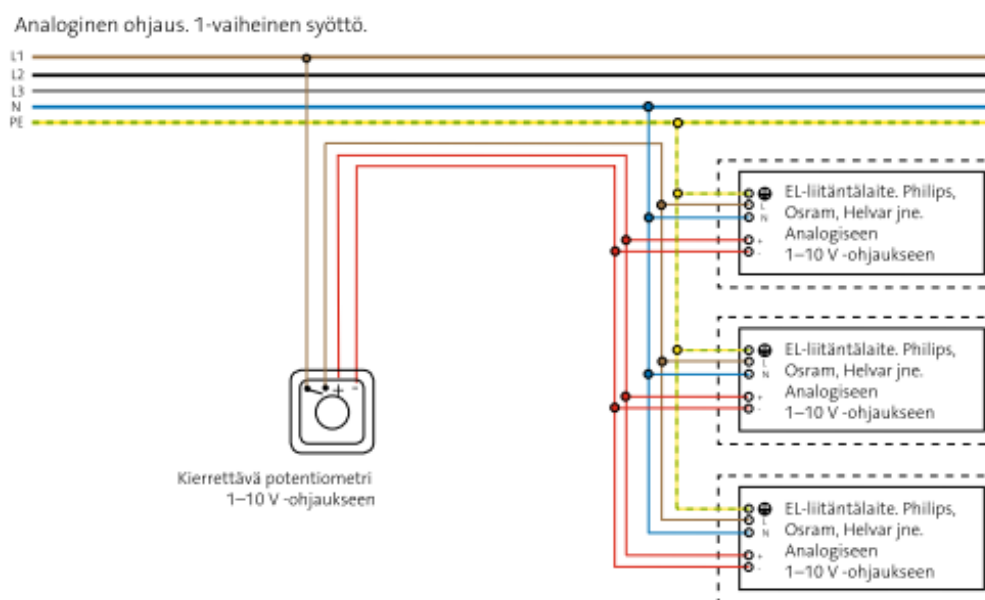 Analoginen ohjaus. 1-vaiheinen syöttö.
L1
L2
L3
N
PE
EL-liitäntälaite. Philips,
Osram, Helvar jne.
Analogiseen
1–10 V -ohjaukseen
L
N
+
-
EL-liitäntälaite. Philips,
Osram, Helvar jne.
Analogiseen
1–10 V -ohjaukseen
L
N
+
-
+ -
Kierrettävä potentiometri
1–10 V -ohjaukseen
EL-liitäntälaite. Philips,
Osram, Helvar jne.
Analogiseen
1–10 V -ohjaukseen
L
N
+
-